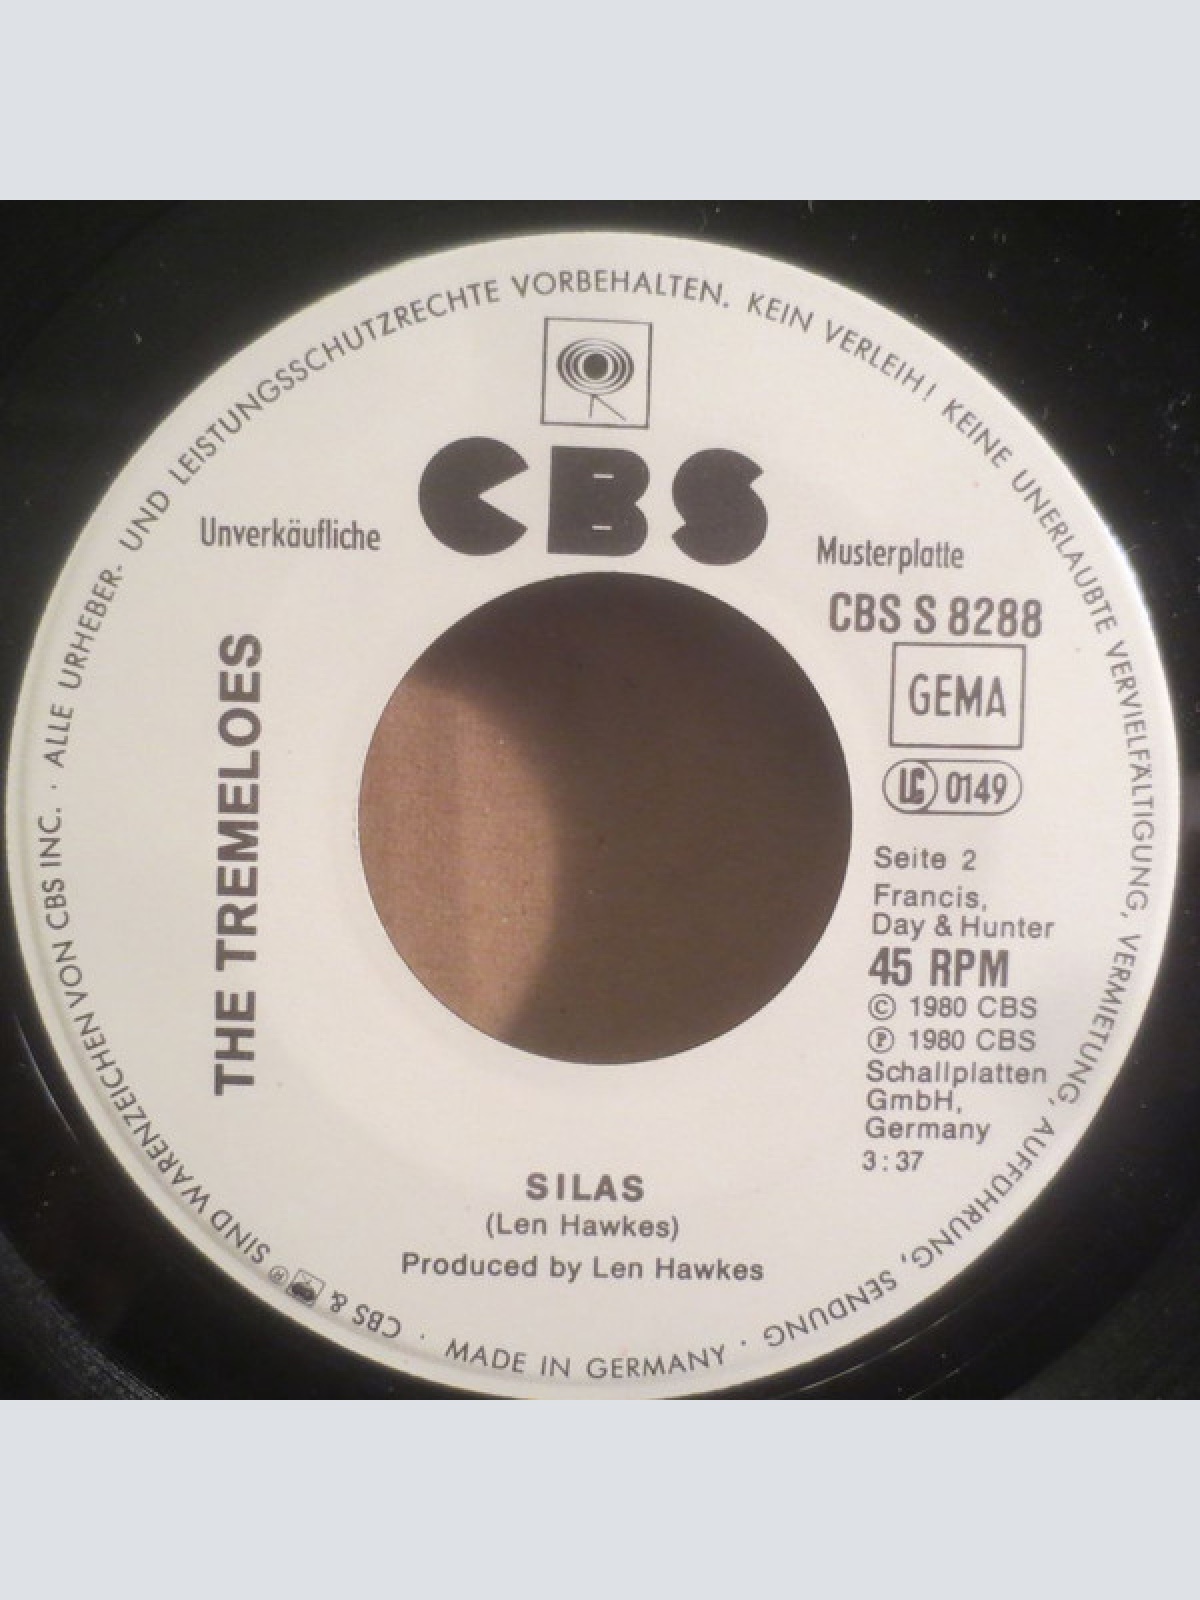 ALLE URHEBER- UND LEISTUNGSSCHUTZRECHTE VORBEHALTEN. KEIN VERLEIH! KEINE UNERLAUBTE VERVIELFÄLTIGUNG, VERMIETUNG, AUFFÜHRUNG, SENDUNG ·
CBS
Unverkäufliche
Musterplatte
CBS S 8288
GEMA
LC 0149
THE TREMELOES
Seite 2
Francis,
Day & Hunter
45 RPM
© 1980 CBS
℗ 1980 CBS
Schallplatten
GmbH,
Germany
3:37
SILAS
(Len Hawkes)
Produced by Len Hawkes
MADE IN GERMANY ·
CBS & ® SIND WARENZEICHEN VON CBS INC. ·